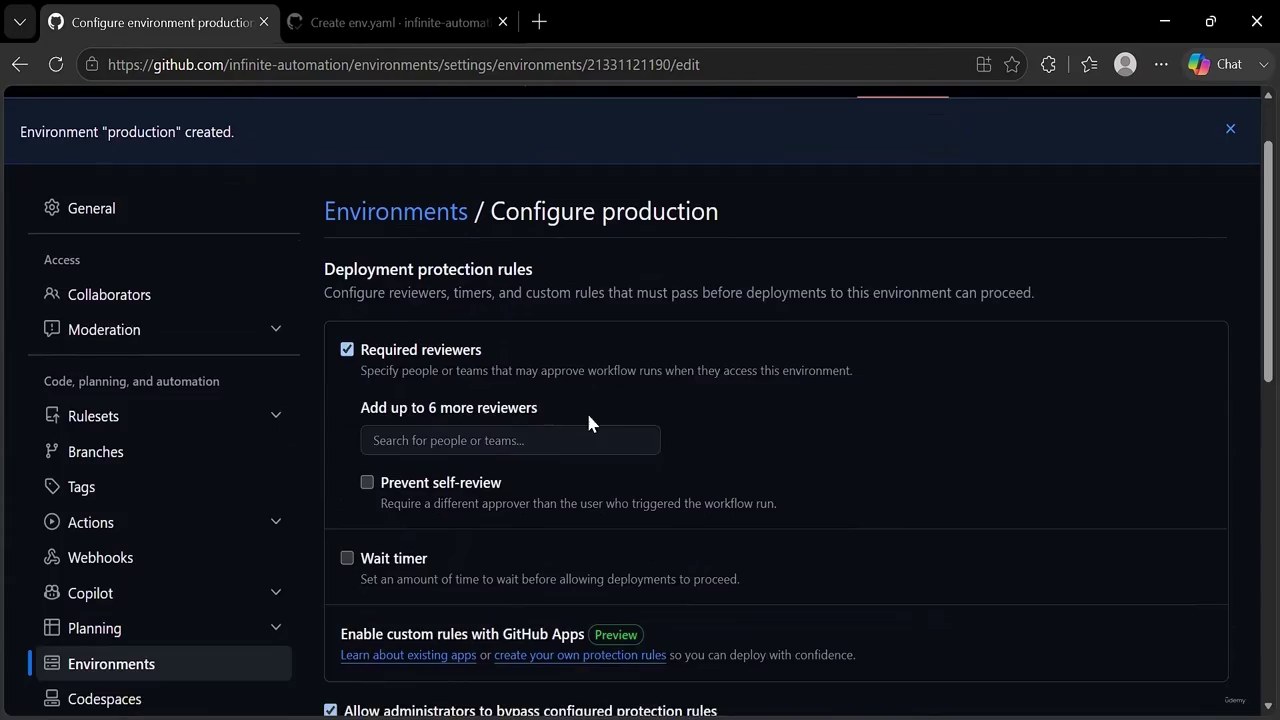 Configure environment production
Create env.yaml · infinite-automat
https://github.com/infinite-automation/environments/settings/environments/21331121190/edit
Chat
Environment "production" created.
General
Access
Collaborators
Moderation
Code, planning, and automation
Rulesets
Branches
Tags
Actions
Webhooks
Copilot
Planning
Environments
Codespaces
Environments / Configure production
Deployment protection rules
Configure reviewers, timers, and custom rules that must pass before deployments to this environment can proceed.
Required reviewers
Specify people or teams that may approve workflow runs when they access this environment.
Add up to 6 more reviewers
Search for people or teams...
Prevent self-review
Require a different approver than the user who triggered the workflow run.
Wait timer
Set an amount of time to wait before allowing deployments to proceed.
Enable custom rules with GitHub Apps Preview
Learn about existing apps or create your own protection rules so you can deploy with confidence.
Allow administrators to bypass configured protection rules
Udemy